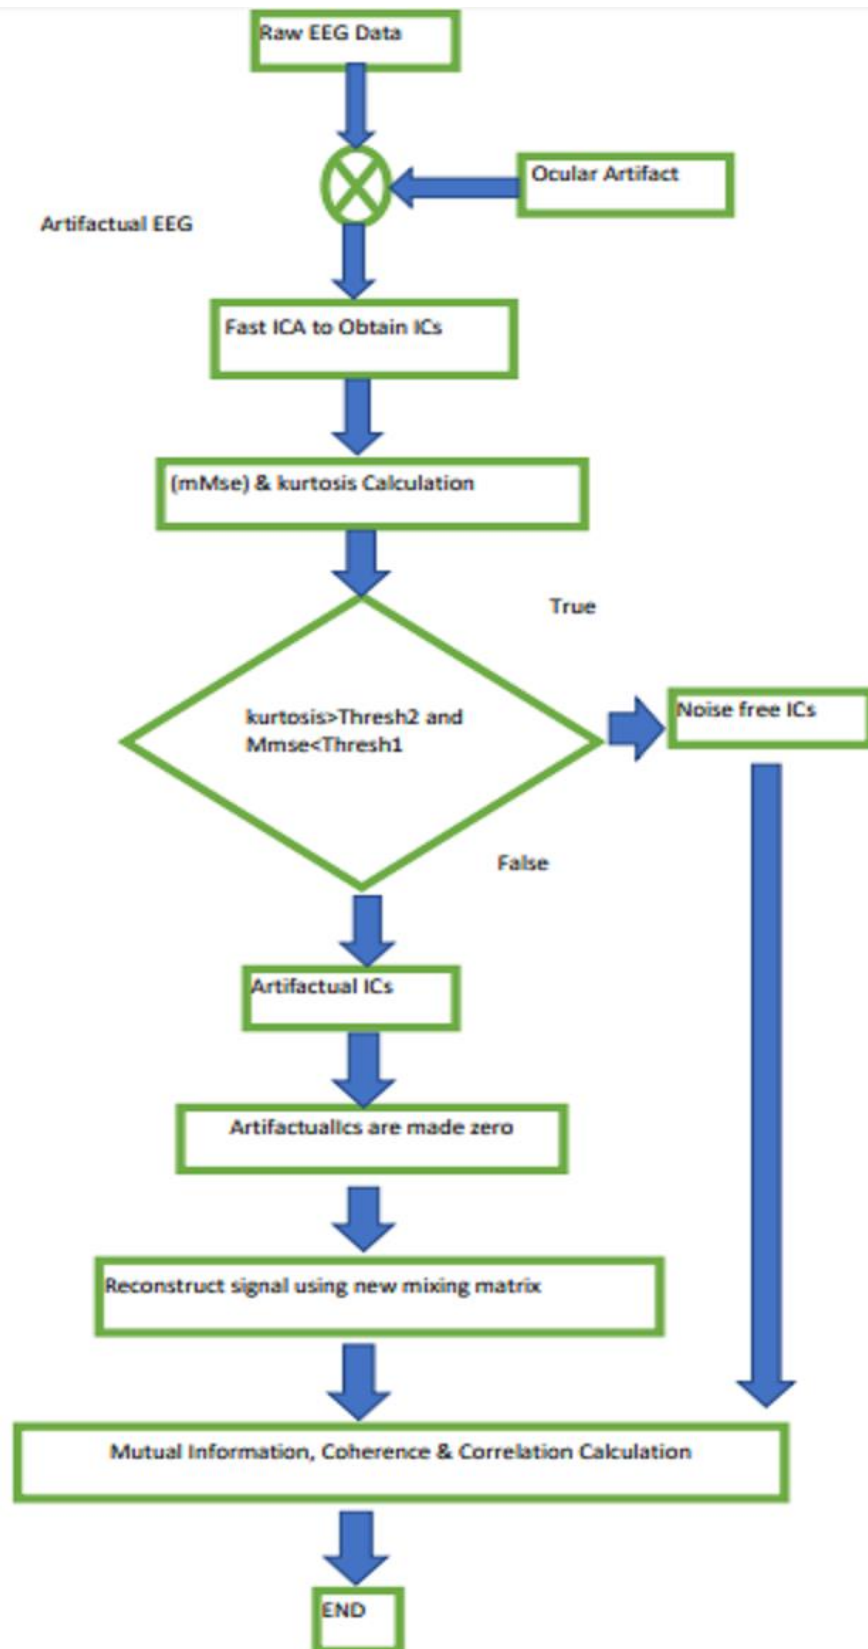 Raw EEG Data
Ocular Artifact
Artifactual EEG
Fast ICA to Obtain ICs
(mMse) & kurtosis Calculation
True
kurtosis>Thresh2 and
Mmse<Thresh1
Noise free ICs
False
Artifactual ICs
ArtifactualIcs are made zero
Reconstruct signal using new mixing matrix
Mutual Information, Coherence & Correlation Calculation
END